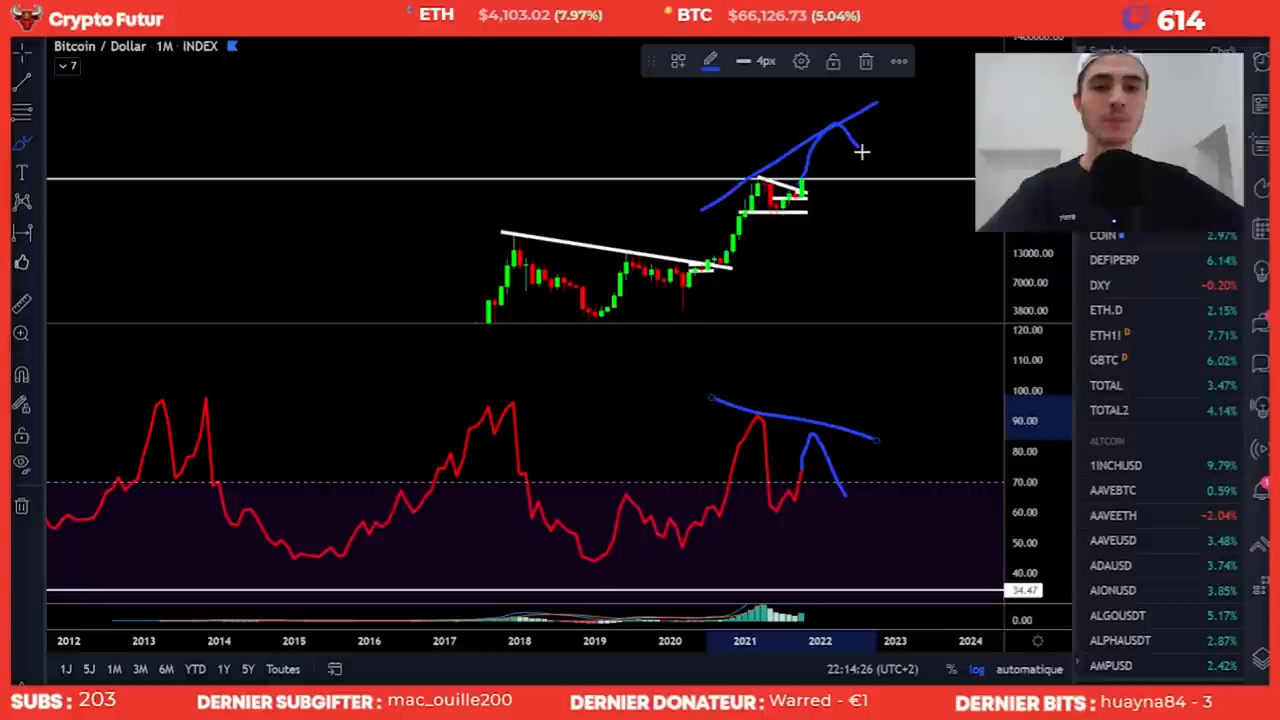 Crypto Futur
ETH $4,103.02 (7.97%)
BTC $66,126.73 (5.04%)
614
Bitcoin / Dollar · 1M · INDEX
7
4px
Symbole
COIN 2.97%
DEFIPERP 6.14%
DXY −0.20%
ETH.D 2.15%
ETH1! D 7.71%
GBTC D 6.02%
TOTAL 3.47%
TOTAL2 4.14%
ALTCOIN
1INCHUSD 9.79%
AAVEBTC 0.59%
AAVEETH −2.04%
AAVEUSD 3.48%
ADAUSD 3.74%
AIONUSD 3.85%
ALGOUSDT 5.17%
ALPHAUSDT 2.87%
AMPUSD 2.42%
13000.00
7000.00
3800.00
120.00
110.00
100.00
90.00
80.00
70.00
60.00
50.00
40.00
34.47
0.00
2012 2013 2014 2015 2016 2017 2018 2019 2020 2021 2022 2023 2024
1J 5J 1M 3M 6M YTD 1Y 5Y Toutes
22:14:26 (UTC+2) % log automatique
SUBS : 203
DERNIER SUBGIFTER : mac_ouille200
DERNIER DONATEUR : Warred - €1
DERNIER BITS : huayna84 - 3